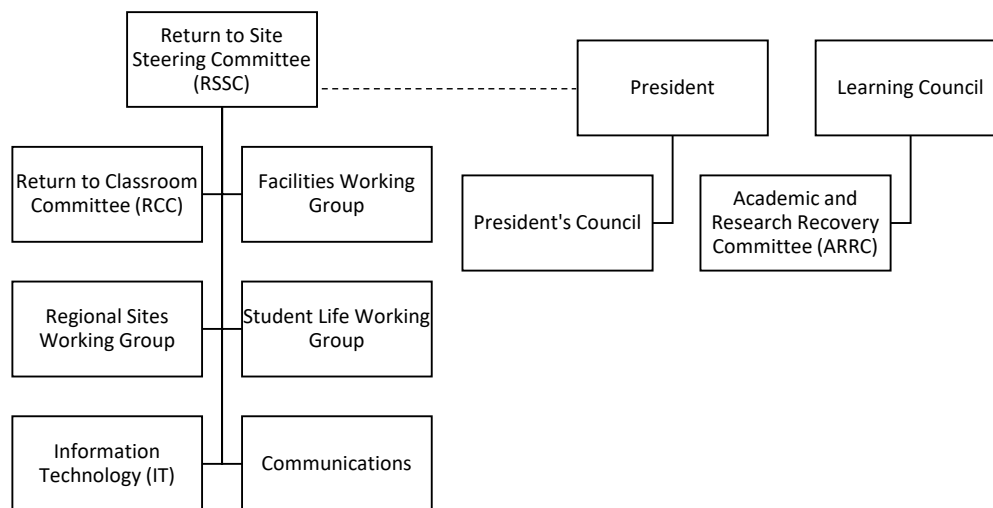 Return to Site
Steering Committee
(RSSC)
President
Learning Council
Return to Classroom
Committee (RCC)
Facilities Working
Group
President's Council
Academic and
Research Recovery
Committee (ARRC)
Regional Sites
Working Group
Student Life Working
Group
Information
Technology (IT)
Communications